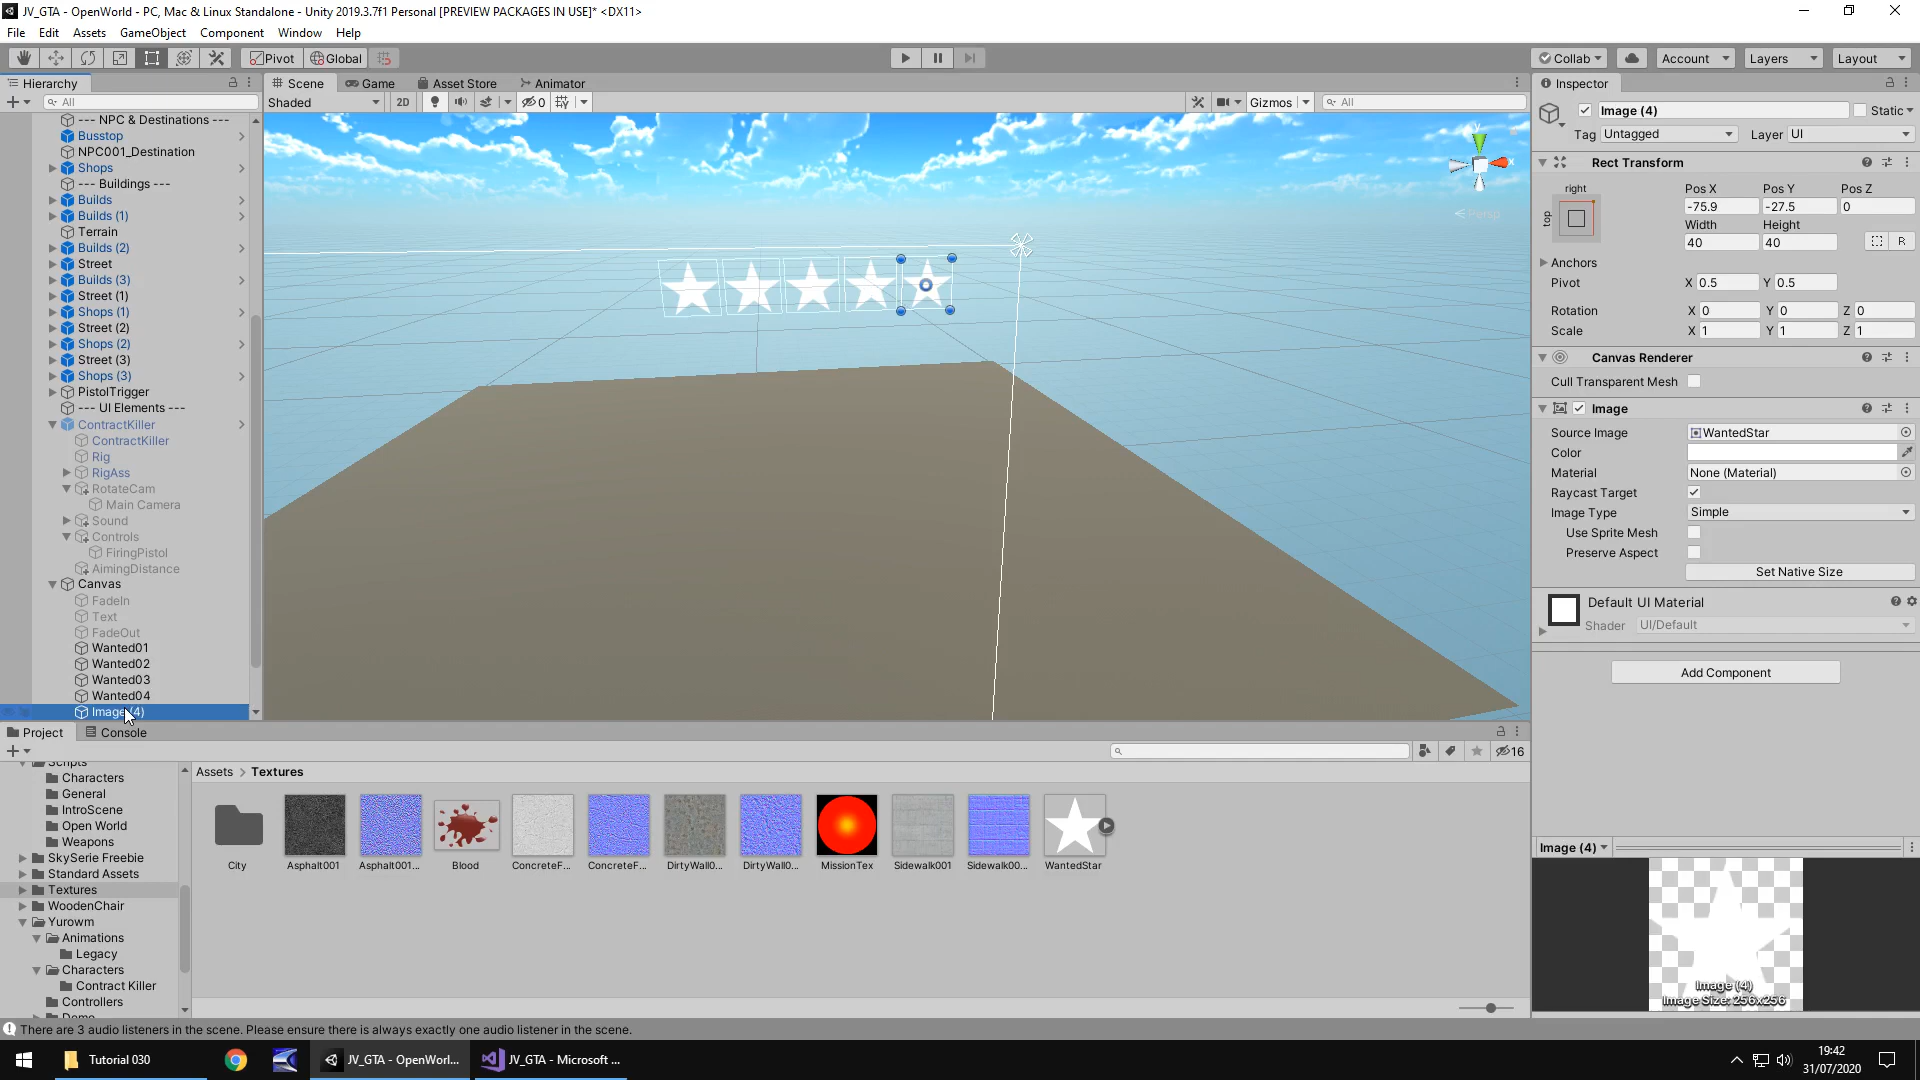 JV_GTA - OpenWorld - PC, Mac & Linux Standalone - Unity 2019.3.7f1 Personal [PREVIEW PACKAGES IN USE]* <DX11>
File Edit Assets GameObject Component Window Help
Pivot Global Collab Account Layers Layout
Hierarchy
All
--- NPC & Destinations ---
Busstop
NPC001_Destination
Shops
--- Buildings ---
Builds
Builds (1)
Terrain
Builds (2)
Street
Builds (3)
Street (1)
Shops (1)
Street (2)
Shops (2)
Street (3)
Shops (3)
PistolTrigger
--- UI Elements ---
ContractKiller
ContractKiller
Rig
RigAss
RotateCam
Main Camera
Sound
Controls
FiringPistol
AimingDistance
Canvas
FadeIn
Text
FadeOut
Wanted01
Wanted02
Wanted03
Wanted04
Image (4)
Scene Game Asset Store Animator
Shaded 2D 0 Gizmos All
y
x
Persp
Inspector
Image (4) Static
Tag Untagged Layer UI
Rect Transform
right
top
Pos X Pos Y Pos Z
-75.9 -27.5 0
Width Height
40 40 R
Anchors
Pivot X 0.5 Y 0.5
Rotation X 0 Y 0 Z 0
Scale X 1 Y 1 Z 1
Canvas Renderer
Cull Transparent Mesh
Image
Source Image WantedStar
Color
Material None (Material)
Raycast Target
Image Type Simple
Use Sprite Mesh
Preserve Aspect
Set Native Size
Default UI Material
Shader UI/Default
Add Component
Image (4)
Image (4)
Image Size: 256x256
Project Console
16
Scripts
Characters
General
IntroScene
Open World
Weapons
SkySerie Freebie
Standard Assets
Textures
WoodenChair
Yurowm
Animations
Legacy
Characters
Contract Killer
Controllers
Demo
Assets > Textures
City Asphalt001 Asphalt001... Blood ConcreteF... ConcreteF... DirtyWall0... DirtyWall0... MissionTex Sidewalk001 Sidewalk00... WantedStar
There are 3 audio listeners in the scene. Please ensure there is always exactly one audio listener in the scene.
Tutorial 030 JV_GTA - OpenWorl... JV_GTA - Microsoft ...
19:42
31/07/2020